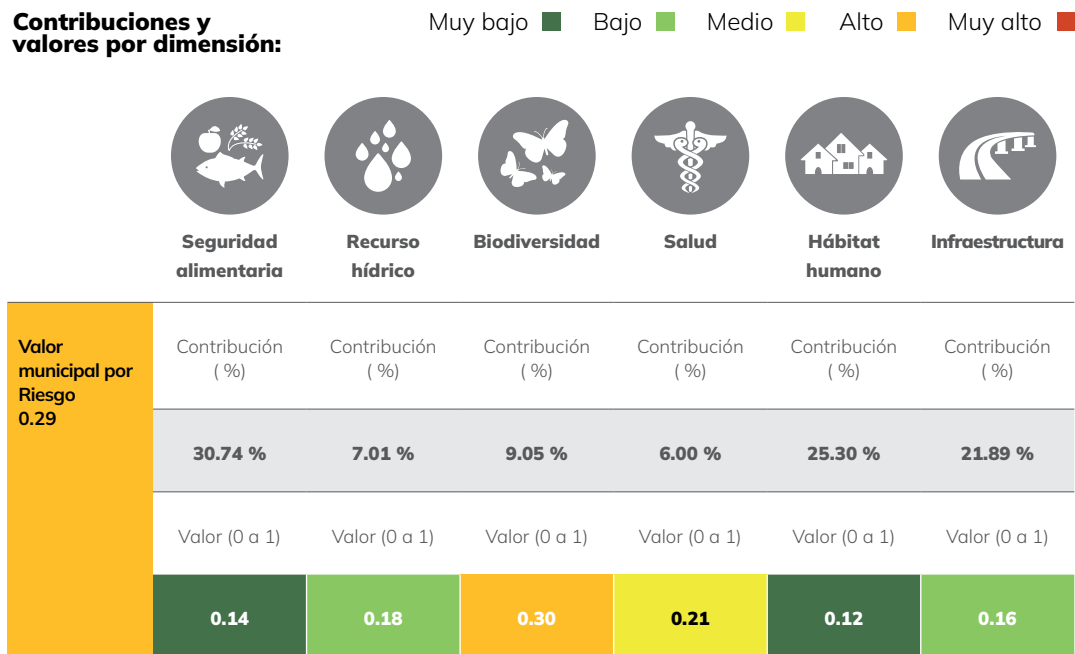 Contribuciones y
valores por dimensión:
Muy bajo Bajo Medio Alto Muy alto
Seguridad alimentaria
Recurso hídrico
Biodiversidad
Salud
Hábitat humano
Infraestructura
Valor
municipal por
Riesgo
0.29
Contribución Contribución Contribución Contribución Contribución Contribución
( %) ( %) ( %) ( %) ( %) ( %)
30.74 % 7.01 % 9.05 % 6.00 % 25.30 % 21.89 %
Valor (0 a 1) Valor (0 a 1) Valor (0 a 1) Valor (0 a 1) Valor (0 a 1) Valor (0 a 1)
0.14 0.18 0.30 0.21 0.12 0.16